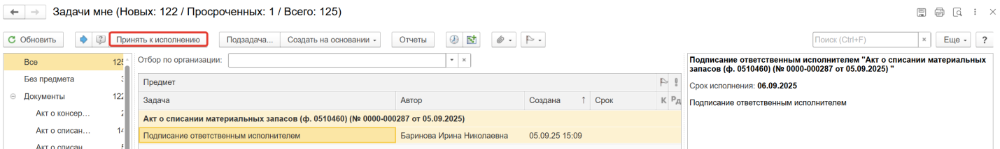 Задачи мне (Новых: 122 / Просроченных: 1 / Всего: 125)
Обновить Принять к исполнению Подзадача... Создать на основании Отчеты Поиск (Ctrl+F) × Еще ?
Все 125 Отбор по организации:
Без предмета Предмет
Документы 122 Задача Автор Создана ↑ Срок К Рд
Акт о консер... Акт о списании материальных запасов (ф. 0510460) (№ 0000-000287 от 05.09.2025)
Акт о списан... 14 Подписание ответственным исполнителем Баринова Ирина Николаевна 05.09.25 15:09
Акт о списан
Подписание ответственным исполнителем "Акт о списании материальных
запасов (ф. 0510460) (№ 0000-000287 от 05.09.2025) "
Срок исполнения: 06.09.2025
Подписание ответственным исполнителем